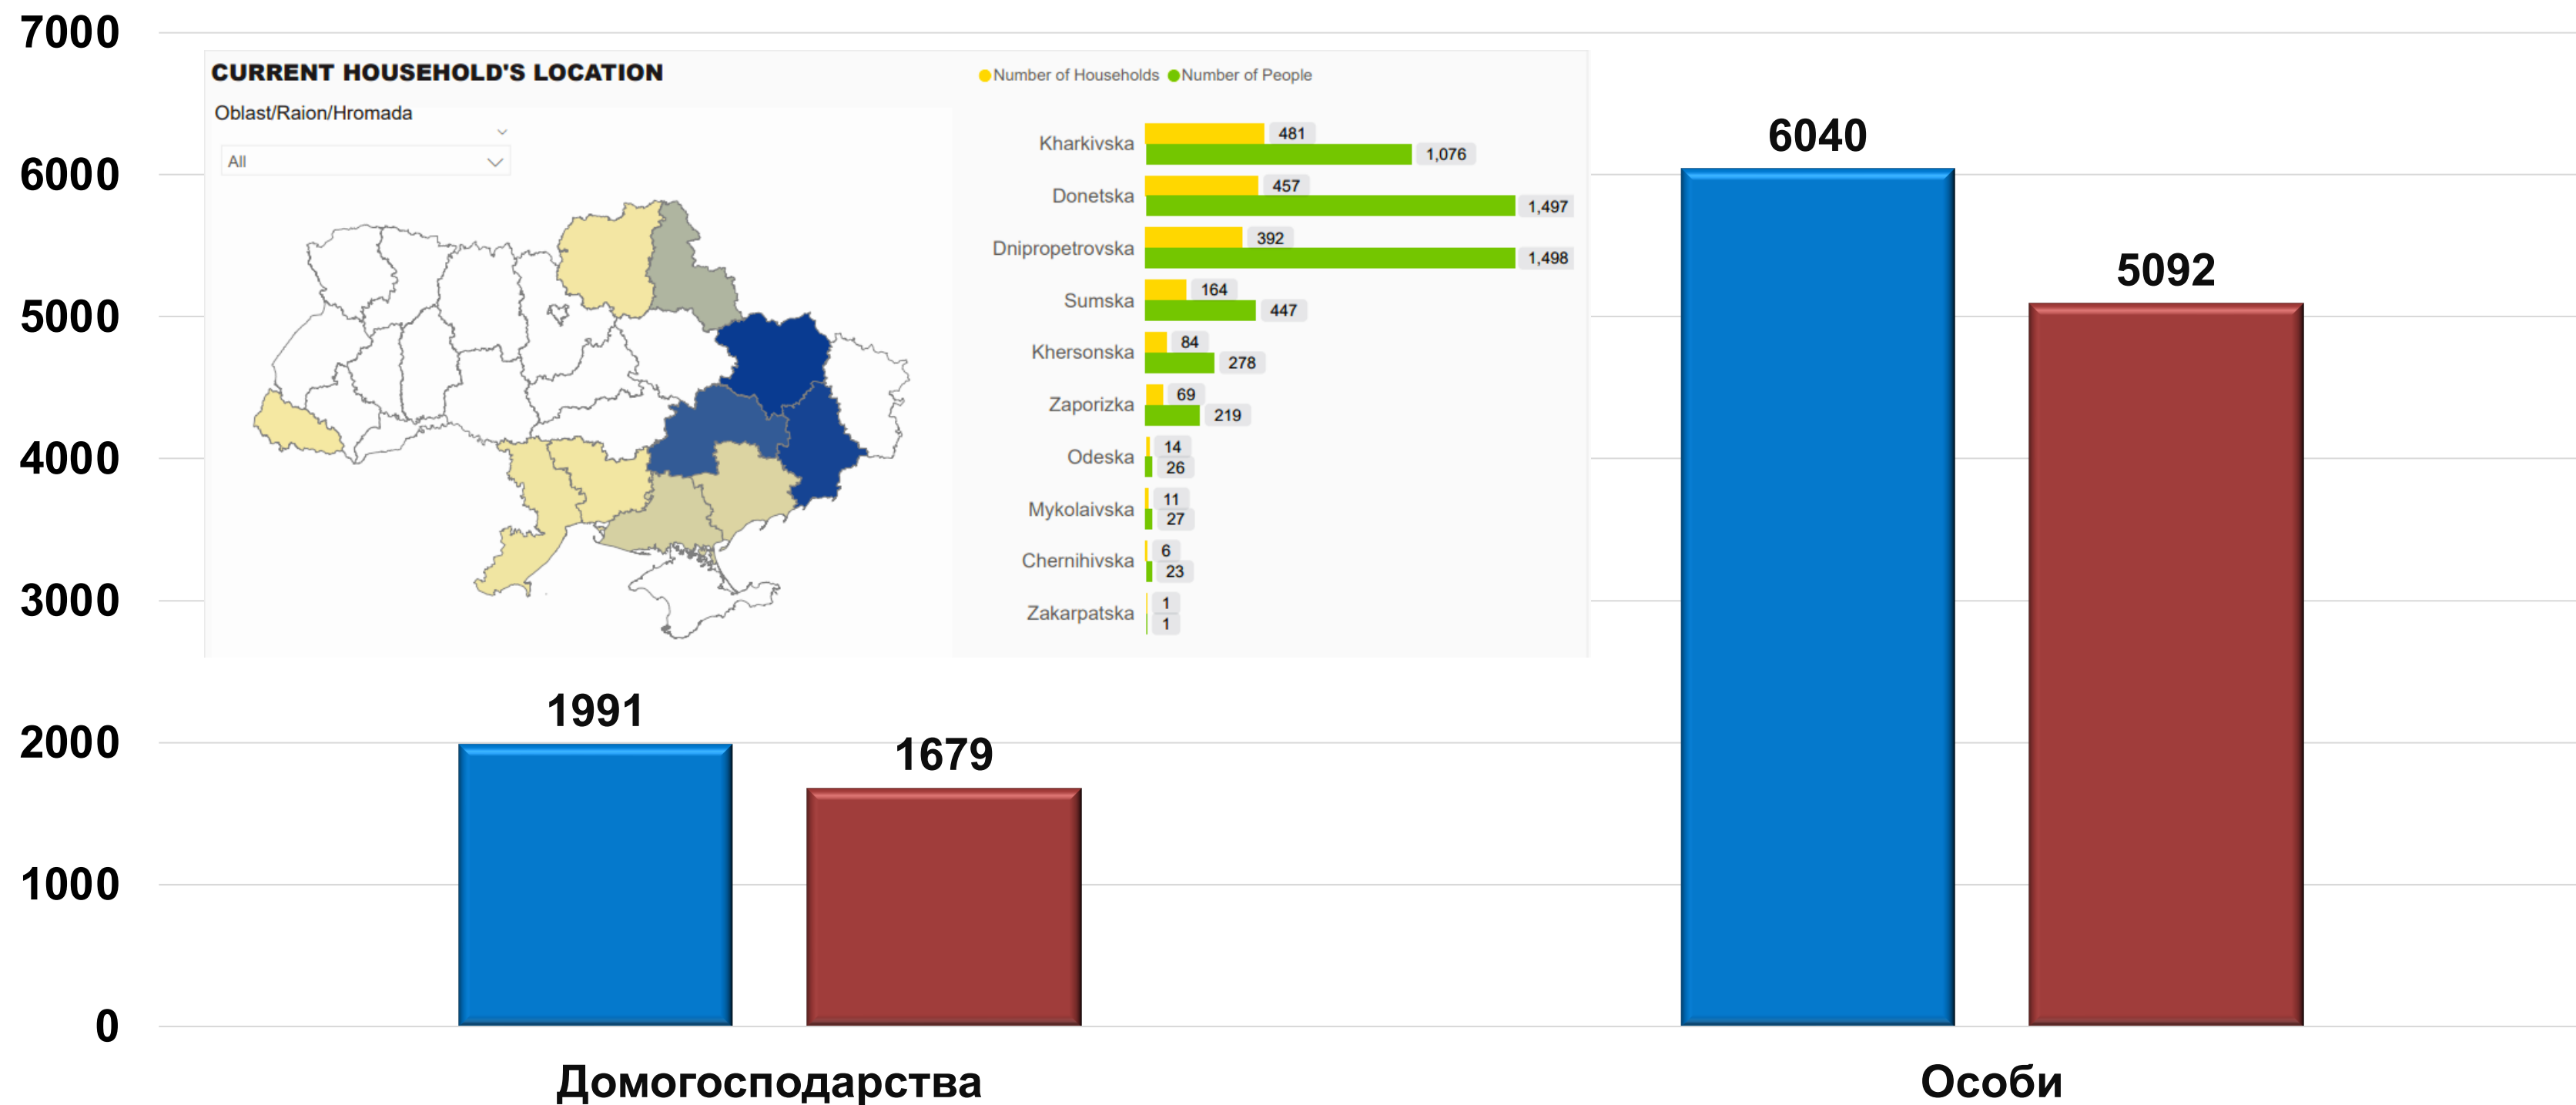 7000
6000
5000
4000
3000
2000
1000
0
CURRENT HOUSEHOLD'S LOCATION
Oblast/Raion/Hromada
All
Number of Households Number of People
Kharkivska 481 1,076
Donetska 457 1,497
Dnipropetrovska 392 1,498
Sumska 164 447
Khersonska 84 278
Zaporizka 69 219
Odeska 14 26
Mykolaivska 11 27
Chernihivska 6 23
Zakarpatska 1 1
1991
1679
6040
5092
Домогосподарства
Особи